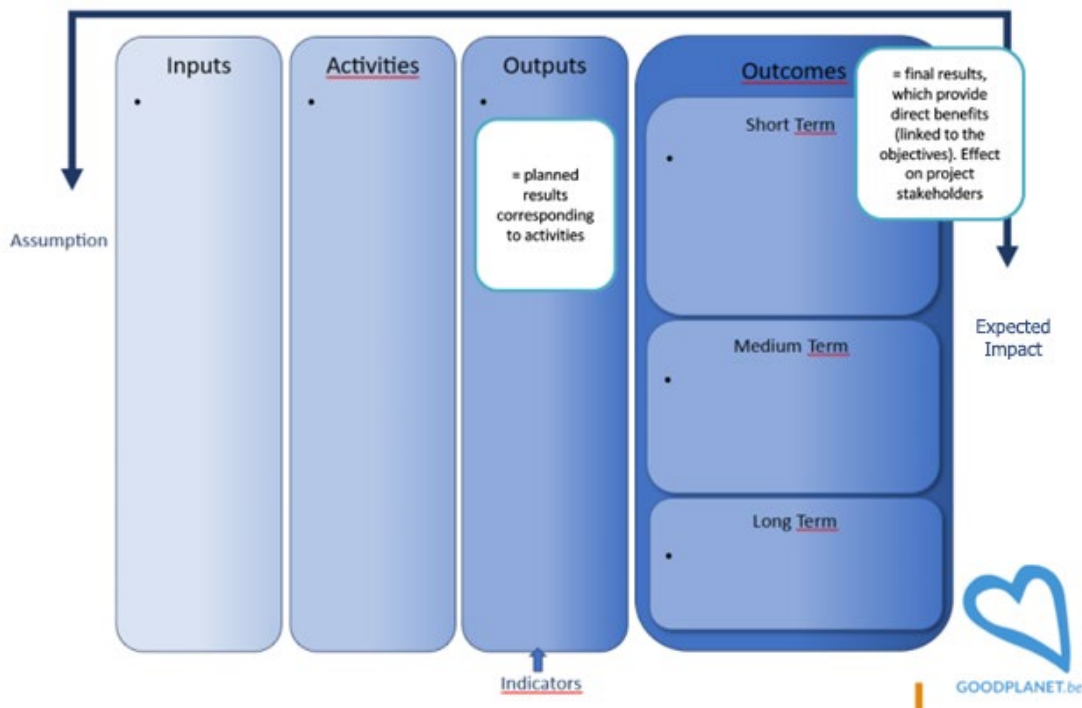 Inputs
•
Activities
•
Outputs
•
= planned
results
corresponding
to activities
Outcomes
= final results,
which provide
direct benefits
(linked to the
objectives). Effect
on project
stakeholders
Short Term
•
Medium Term
•
Long Term
•
Assumption
Expected
Impact
Indicators
GOODPLANET.be